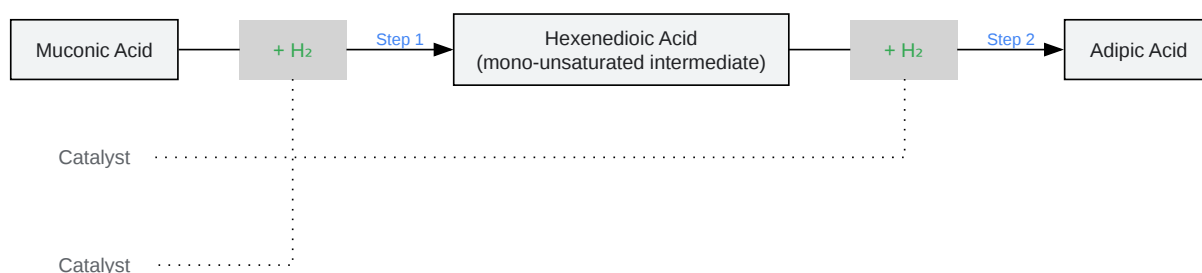 Muconic Acid
+ H₂
Step 1
Hexenedioic Acid
(mono-unsaturated intermediate)
+ H₂
Step 2
Adipic Acid
Catalyst
Catalyst